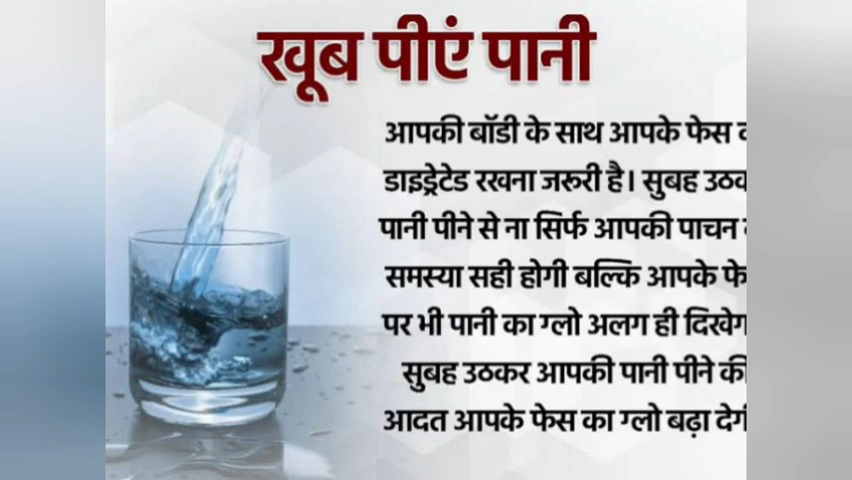 खूब पीएं पानी
आपकी बॉडी के साथ आपके फेस
डाइड्रेटेड रखना जरूरी है। सुबह
पानी पीने से ना सिर्फ आपकी पाचन
समस्या सही होगी बल्कि आपके
पर भी पानी का ग्लो अलग ही
सुबह उठकर आपकी पानी पीने की
आदत आपके फेस का ग्लो बढ़ा